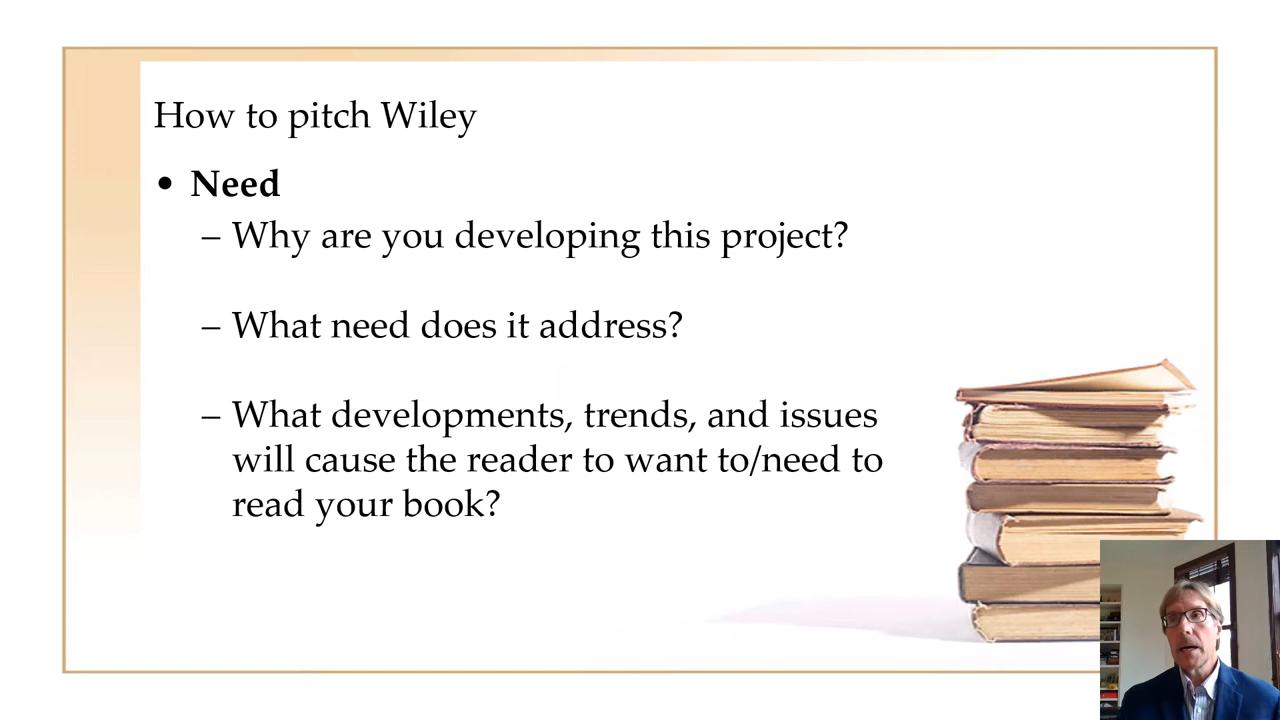 How to pitch Wiley
• Need
– Why are you developing this project?
– What need does it address?
– What developments, trends, and issues
will cause the reader to want to/need to
read your book?